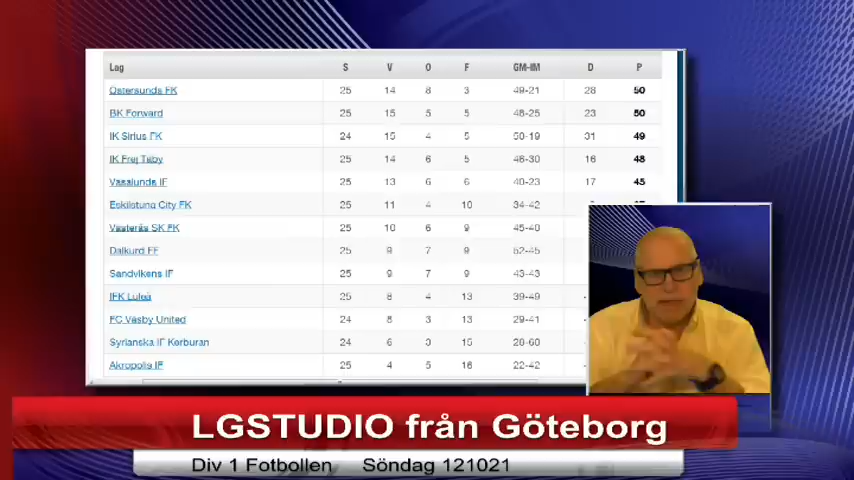 Lag S V O F GM-IM D P
Östersunds FK 25 14 8 3 49-21 28 50
BK Forward 25 15 5 5 48-25 23 50
IK Sirius FK 24 15 4 5 50-19 31 49
IK Frej Täby 25 14 6 5 46-30 16 48
Vasalunds IF 25 13 6 6 40-23 17 45
Eskilstuna City FK 25 11 4 10 34-42
Västerås SK FK 25 10 6 9 45-40
Dalkurd FF 25 9 7 9 52-45
Sandvikens IF 25 9 7 9 43-43
IFK Luleå 25 8 4 13 39-49
FC Väsby United 24 8 3 13 29-41
Syrianska IF Kerburan 24 6 3 15 28-60
Akropolis IF 25 4 5 16 22-42
LGSTUDIO från Göteborg
Div 1 Fotbollen Söndag 121021